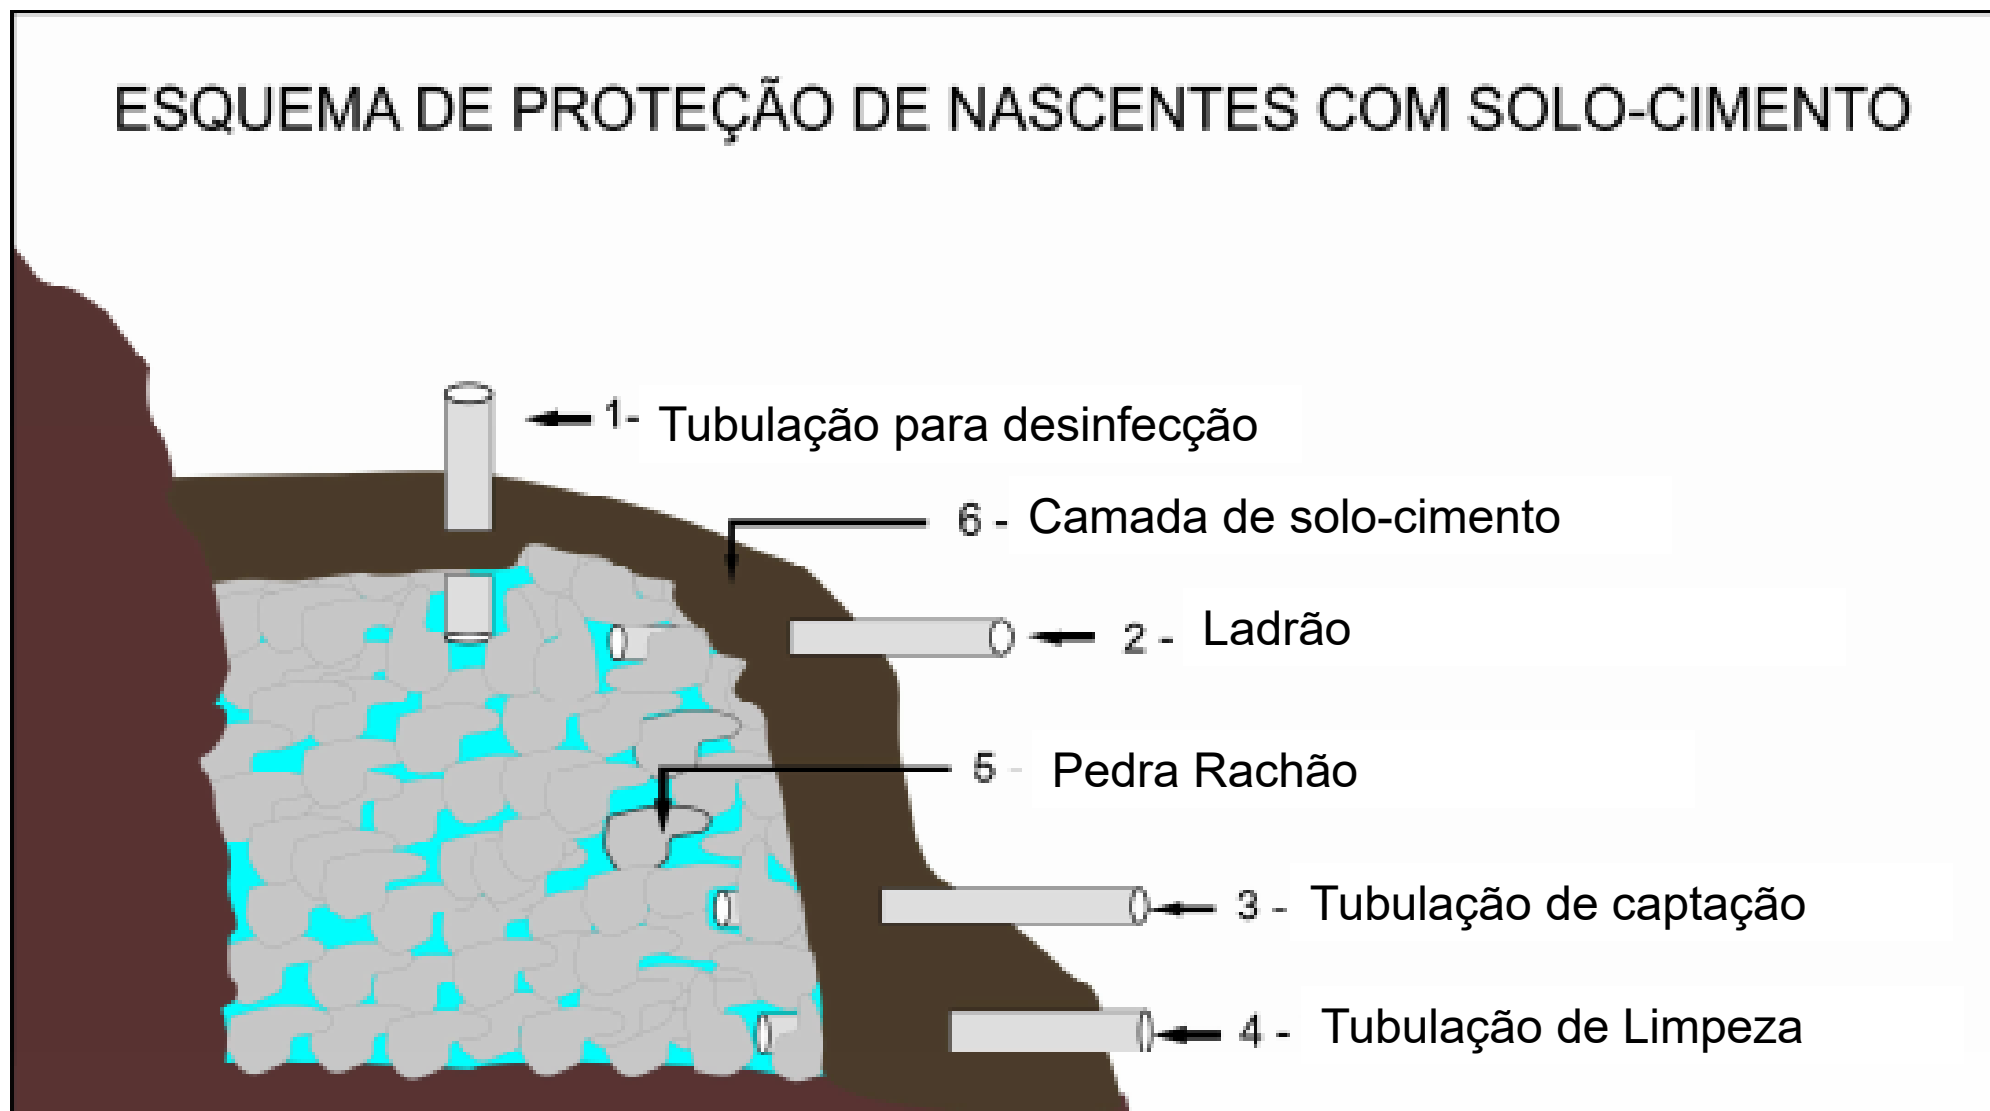 ESQUEMA DE PROTEÇÃO DE NASCENTES COM SOLO-CIMENTO
1- Tubulação para desinfecção
6 - Camada de solo-cimento
2 - Ladrão
5 - Pedra Rachão
3 - Tubulação de captação
4 - Tubulação de Limpeza